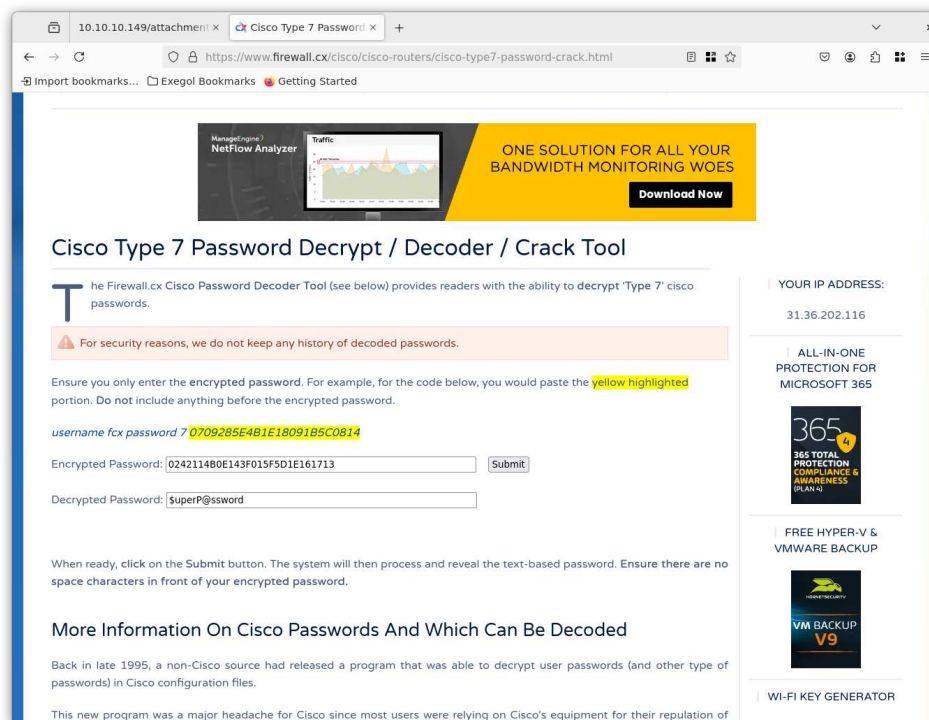 10.10.10.149/attachment
Cisco Type 7 Password
https://www.firewall.cx/cisco/cisco-routers/cisco-type7-password-crack.html
Import bookmarks...
Exegol Bookmarks
Getting Started
ManageEngine
NetFlow Analyzer
Traffic
ONE SOLUTION FOR ALL YOUR
BANDWIDTH MONITORING WOES
Download Now
Cisco Type 7 Password Decrypt / Decoder / Crack Tool
The Firewall.cx Cisco Password Decoder Tool (see below) provides readers with the ability to decrypt 'Type 7' cisco
passwords.
For security reasons, we do not keep any history of decoded passwords.
Ensure you only enter the encrypted password. For example, for the code below, you would paste the yellow highlighted
portion. Do not include anything before the encrypted password.
username fcx password 7 0709285E4B1E18091B5C0814
Encrypted Password: 0242114B0E143F015F5D1E161713
Submit
Decrypted Password: $uperP@ssword
When ready, click on the Submit button. The system will then process and reveal the text-based password. Ensure there are no
space characters in front of your encrypted password.
More Information On Cisco Passwords And Which Can Be Decoded
Back in late 1995, a non-Cisco source had released a program that was able to decrypt user passwords (and other type of
passwords) in Cisco configuration files.
This new program was a major headache for Cisco since most users were relying on Cisco's equipment for their repulation of
YOUR IP ADDRESS:
31.36.202.116
ALL-IN-ONE
PROTECTION FOR
MICROSOFT 365
365
4
365 TOTAL
PROTECTION
COMPLIANCE &
AWARENESS
(PLAN 4)
FREE HYPER-V &
VMWARE BACKUP
HORNETSECURITY
VM BACKUP
V9
WI-FI KEY GENERATOR